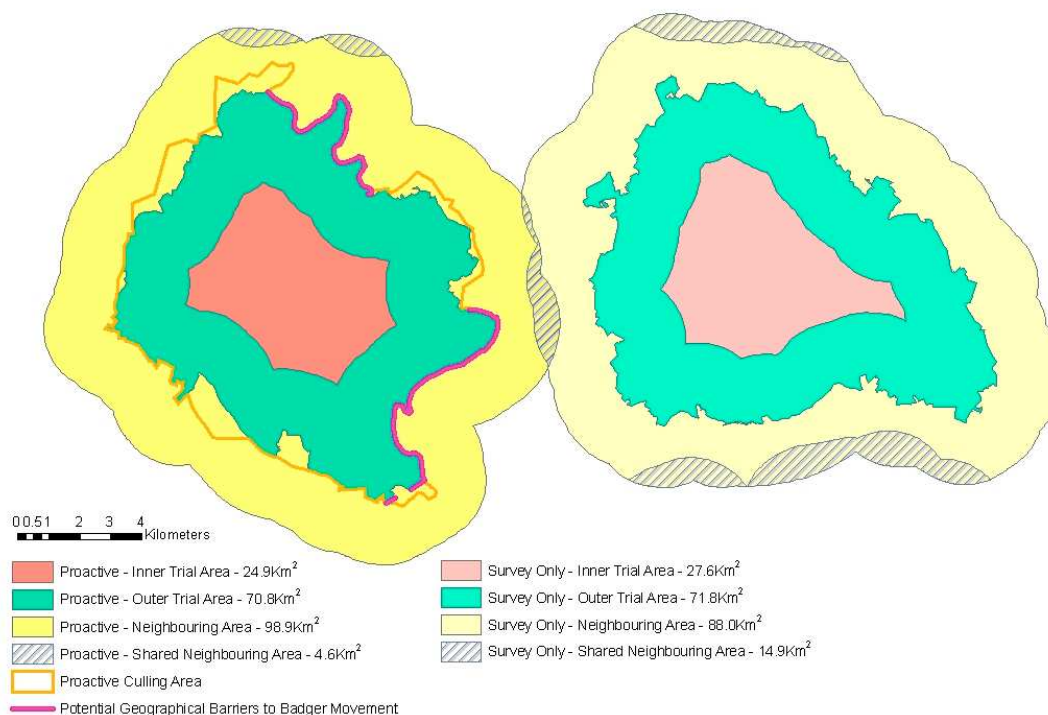 0 0.5 1 2 3 4
Kilometers
Proactive - Inner Trial Area - 24.9Km²
Proactive - Outer Trial Area - 70.8Km²
Proactive - Neighbouring Area - 98.9Km²
Proactive - Shared Neighbouring Area - 4.6Km²
Proactive Culling Area
Potential Geographical Barriers to Badger Movement
Survey Only - Inner Trial Area - 27.6Km²
Survey Only - Outer Trial Area - 71.8Km²
Survey Only - Neighbouring Area - 88.0Km²
Survey Only - Shared Neighbouring Area - 14.9Km²